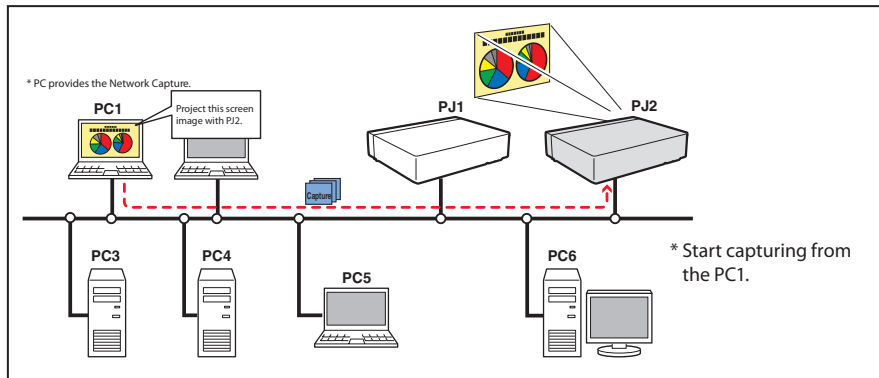 * PC provides the Network Capture.
PC1
Project this screen
image with PJ2.
PJ1
PJ2
Capture
PC3
PC4
PC5
PC6
* Start capturing from
the PC1.